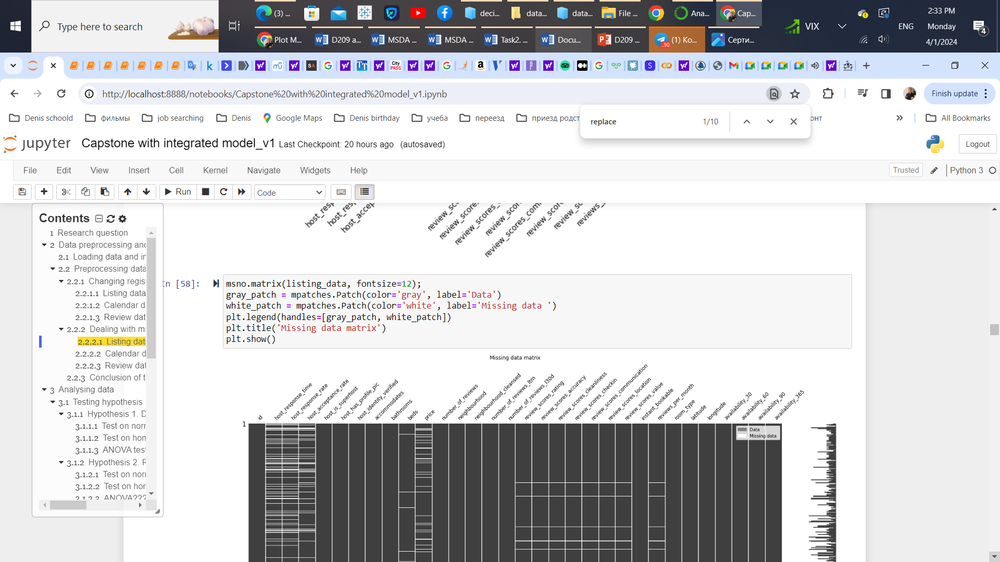 Type here to search
(3) ...
deci...
data...
data...
File ...
Ana...
Cap...
Plot M...
D209 a...
MSDA ...
MSDA ...
Task2. ...
Docu...
D209 ...
(1) Ко...
Серти...
VIX
ENG
2:33 PM
Monday
4/1/2024
4
http://localhost:8888/notebooks/Capstone%20with%20integrated%20model_v1.ipynb
Finish update
Denis schoold
фильмы
job searching
Denis
Google Maps
Denis birthday
учеба
переезд
приезд родст
онт
All Bookmarks
replace
1/10
jupyter
Capstone with integrated model_v1 Last Checkpoint: 20 hours ago (autosaved)
Logout
File Edit View Insert Cell Kernel Navigate Widgets Help
Trusted
Python 3
Run
Code
Contents
1 Research question
2 Data preprocessing and
2.1 Loading data and in
2.2 Preprocessing data
2.2.1 Changing regis
2.2.1.1 Listing data
2.2.1.2 Calendar d
2.2.1.3 Review dat
2.2.2 Dealing with mi
2.2.2.1 Listing dat
2.2.2.2 Calendar d
2.2.2.3 Review dat
2.2.3 Conclusion of t
3 Analysing data
3.1 Testing hypothesis
3.1.1 Hypothesis 1. D
3.1.1.1 Test on norr
3.1.1.2 Test on hom
3.1.1.3 ANOVA test
3.1.2 Hypothesis 2. R
3.1.2.1 Test on norr
3.1.2.2 Test on hor
3.1.2.3 ANOVA???
host_resp
host_resp
host_accep
review_sco
review_scores
review_scores_
review_scor
review_scores_com
review_score
review_sc
reviews_
In [58]:
msno.matrix(listing_data, fontsize=12);
gray_patch = mpatches.Patch(color='gray', label='Data')
white_patch = mpatches.Patch(color='white', label='Missing data ')
plt.legend(handles=[gray_patch, white_patch])
plt.title('Missing data matrix')
plt.show()
Missing data matrix
id
host_response_time
host_response_rate
host_acceptance_rate
host_is_superhost
host_has_profile_pic
host_identity_verified
accommodates
bathrooms
beds
price
number_of_reviews
neighbourhood
neighbourhood_cleansed
number_of_reviews_ltm
number_of_reviews_l30d
review_scores_rating
review_scores_accuracy
review_scores_cleanliness
review_scores_checkin
review_scores_communication
review_scores_location
review_scores_value
instant_bookable
reviews_per_month
room_type
latitude
longitude
availability_30
availability_60
availability_90
availability_365
1
Data
Missing data